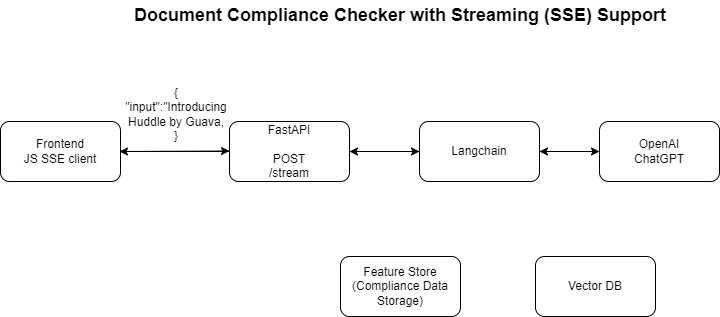 Document Compliance Checker with Streaming (SSE) Support
{
"input":"Introducing
Huddle by Guava,
}
Frontend
JS SSE client
FastAPI
POST
/stream
Langchain
OpenAI
ChatGPT
Feature Store
(Compliance Data
Storage)
Vector DB